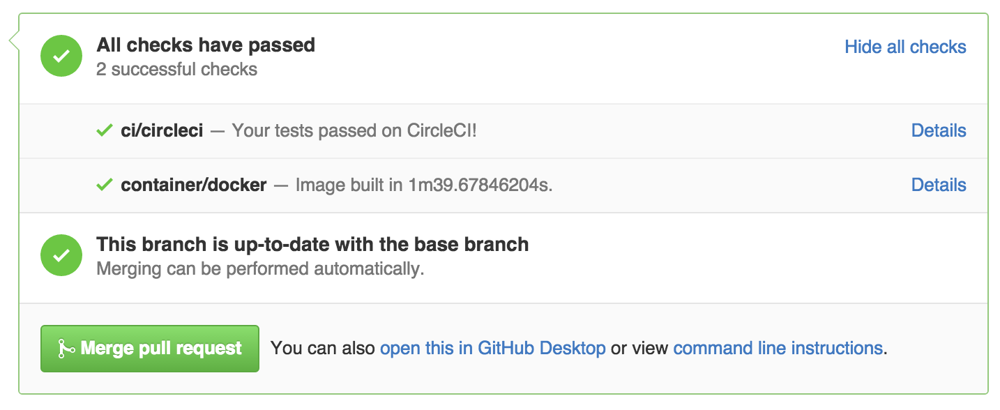 All checks have passed
Hide all checks
2 successful checks
ci/circleci — Your tests passed on CircleCI!
Details
container/docker — Image built in 1m39.67846204s.
Details
This branch is up-to-date with the base branch
Merging can be performed automatically.
Merge pull request
You can also open this in GitHub Desktop or view command line instructions.